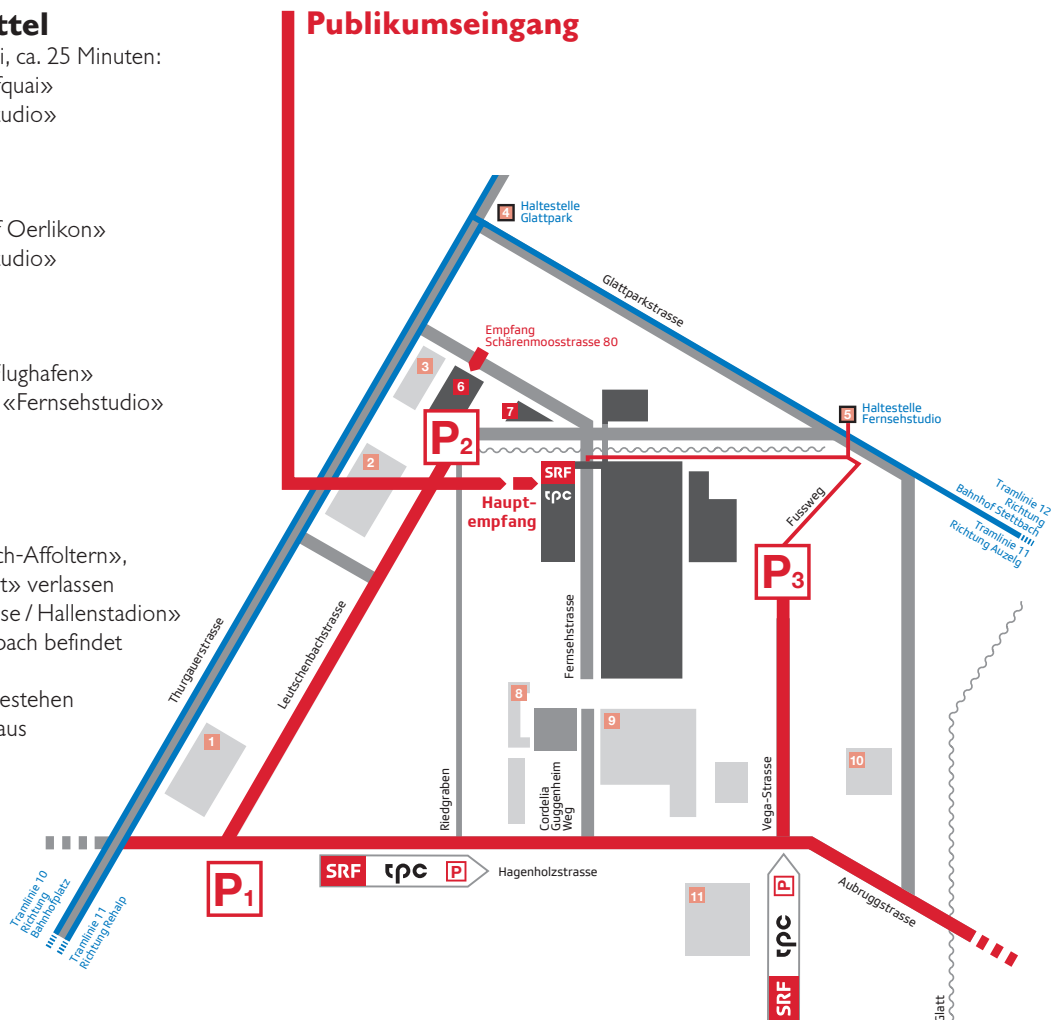 ttel
i, ca. 25 Minuten:
fquai»
tudio»
f Oerlikon»
tudio»
lughafen»
«Fernsehstudio»
ch-Affoltern»,
t» verlassen
se / Hallenstadion»
bach befindet
estehen
aus
Publikumseingang
4
Haltestelle
Glattpark
Glattparkstrasse
Empfang
Schärenmoosstrasse 80
3
6
7
P2
2
5
Haltestelle
Fernsehstudio
SRF
tpc
Haupt-
empfang
Fussweg
Tramlinie 12
Richtung
Bahnhof Stettbach
Tramlinie 11
Richtung Auzelg
P3
Thurgauerstrasse
Leutschenbachstrasse
Fernsehstrasse
1
8
9
10
Riedgraben
Cordelia
Guggenheim
Weg
Vega-Strasse
P1
SRF tpc P
Hagenholzstrasse
11
Aubruggstrasse
SRF tpc P
Tramlinie 10
Richtung
Bahnhofplatz
Tramlinie 11
Richtung Rehalp
Glatt